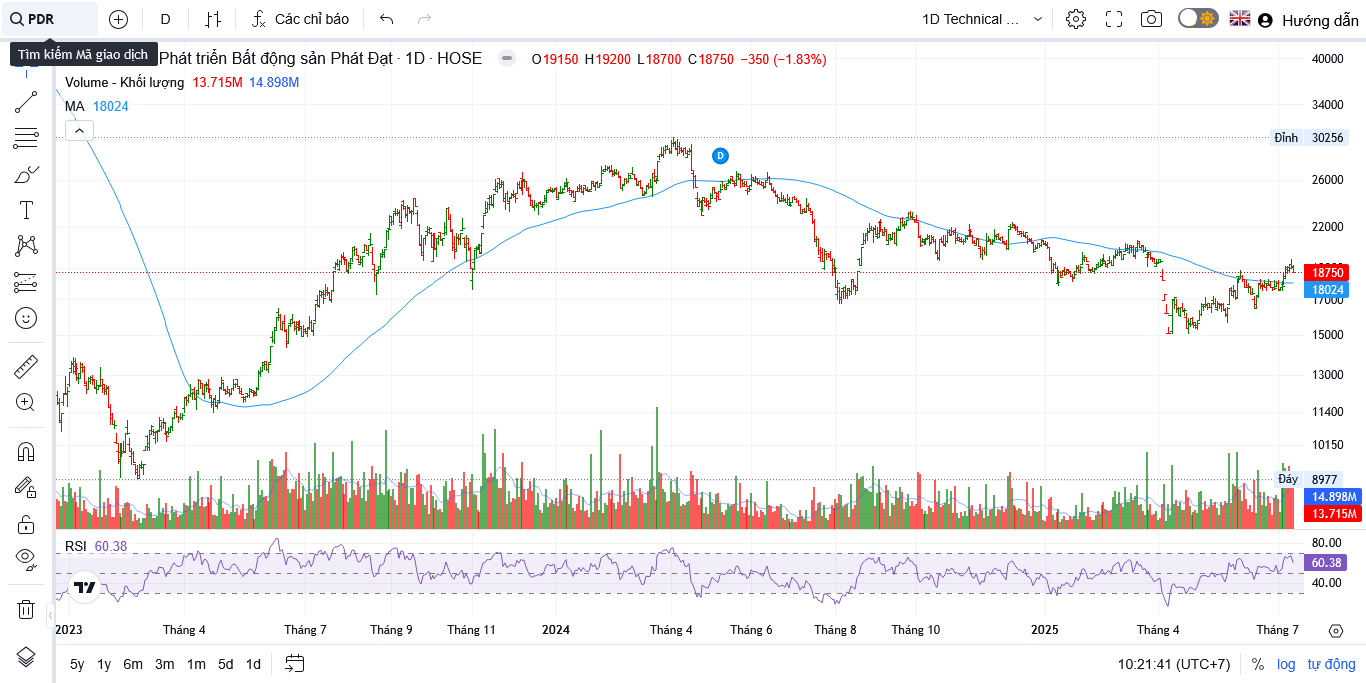 PDR D Các chỉ báo 1D Technical ... Hướng dẫn
Tìm kiếm Mã giao dịch
Phát triển Bất động sản Phát Đạt · 1D · HOSE O19150 H19200 L18700 C18750 −350 (−1.83%)
Volume - Khối lượng 13.715M 14.898M
MA 18024
D
40000
34000
Đỉnh 30256
26000
22000
18750
18024
17000
15000
13000
11400
10150
Đáy 8977
14.898M
13.715M
RSI 60.38
80.00
60.38
40.00
2023 Tháng 4 Tháng 7 Tháng 9 Tháng 11 2024 Tháng 4 Tháng 6 Tháng 8 Tháng 10 2025 Tháng 4 Tháng 7
5y 1y 6m 3m 1m 5d 1d 10:21:41 (UTC+7) % log tự động